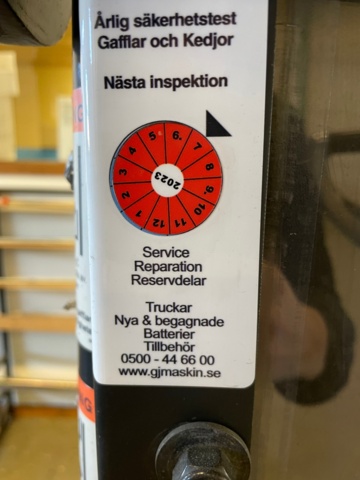 Årlig säkerhetstest
Gafflar och Kedjor
Nästa inspektion
5 6. 7 8 9. 10 11 12 1 2 3 4
2023
Service
Reparation
Reservdelar
Truckar
Nya & begagnade
Batterier
Tillbehör
0500 - 44 66 00
www.gjmaskin.se
G
G